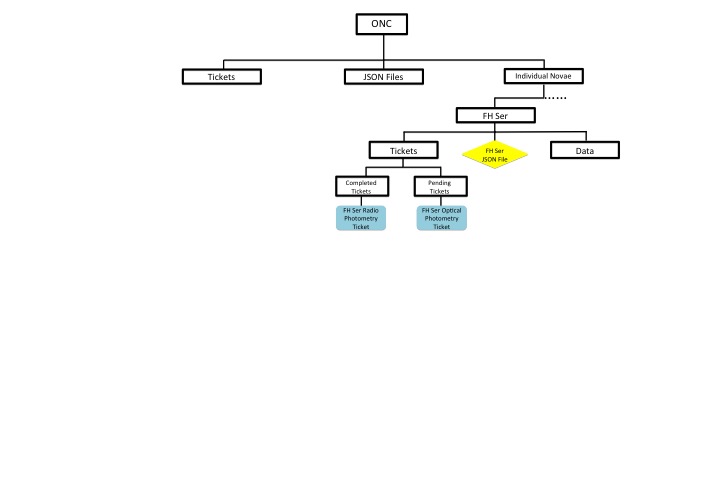 ONC
Tickets
JSON Files
Individual Novae
......
FH Ser
Tickets
FH Ser
JSON File
Data
Completed
Tickets
Pending
Tickets
FH Ser Radio
Photometry
Ticket
FH Ser Optical
Photometry
Ticket